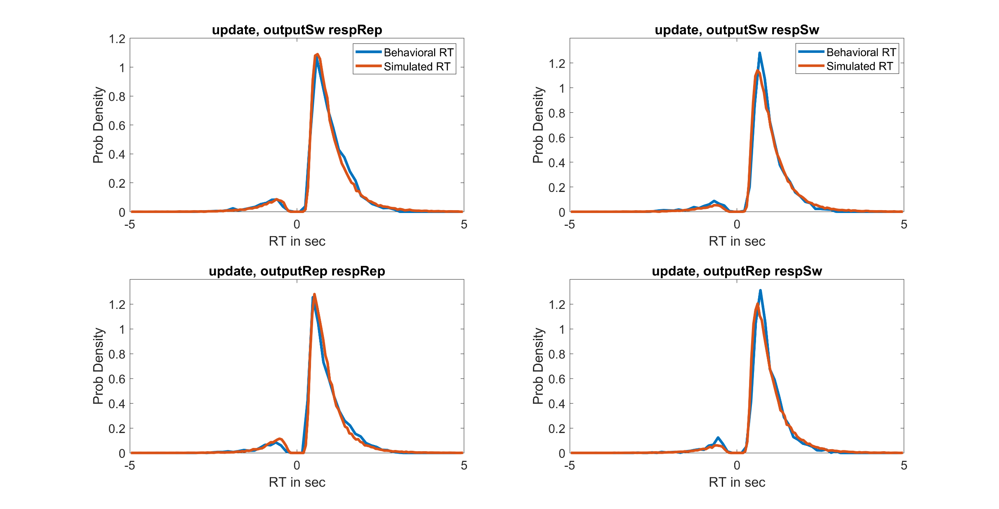 update, outputSw respRep
1.2
1
0.8
0.6
0.4
0.2
0
Prob Density
Behavioral RT
Simulated RT
-5
0
5
RT in sec
update, outputSw respSw
1.2
1
0.8
0.6
0.4
0.2
0
Prob Density
Behavioral RT
Simulated RT
-5
0
5
RT in sec
update, outputRep respRep
1.2
1
0.8
0.6
0.4
0.2
0
Prob Density
-5
0
5
RT in sec
update, outputRep respSw
1.2
1
0.8
0.6
0.4
0.2
0
Prob Density
-5
0
5
RT in sec